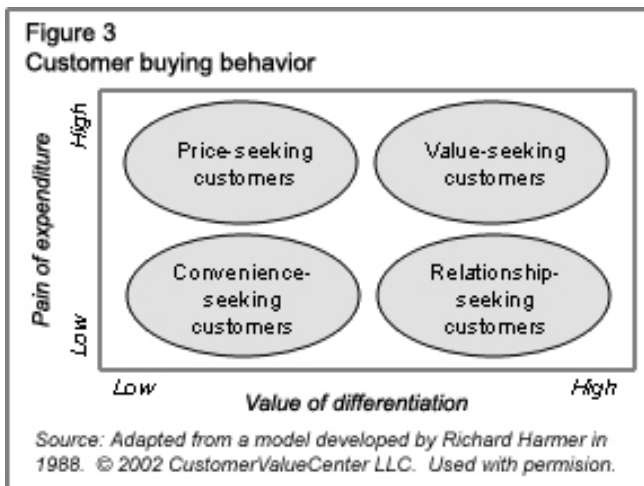 Figure 3
Customer buying behavior
High
Pain of expenditure
Low
Price-seeking
customers
Value-seeking
customers
Convenience-
seeking
customers
Relationship-
seeking
customers
Low
Value of differentiation
High
Source: Adapted from a model developed by Richard Harmer in
1988. © 2002 CustomerValueCenter LLC. Used with permision.